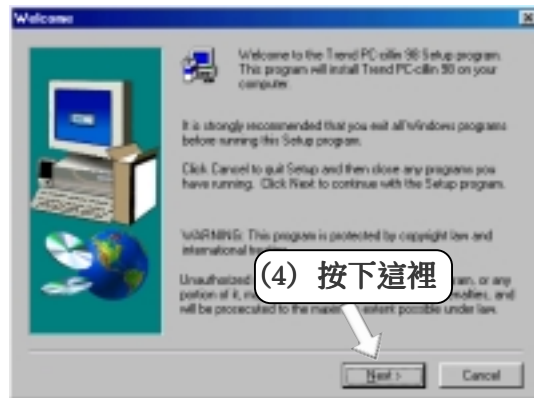 Welcome
Welcome to the Trend PC-cillin 98 Setup program.
This program will install Trend PC-cillin 98 on your
computer.
It is strongly recommended that you exit all Windows programs
before running this Setup program.
Click Cancel to quit Setup and then close any programs you
have running. Click Next to continue with the Setup program.
WARNING: This program is protected by copyright law and
international
Unauthorized
(4) 按下這裡
ram, or any
portion of it, enalties, and
will be prosecuted to the maximum extent possible under law.
Next >
Cancel